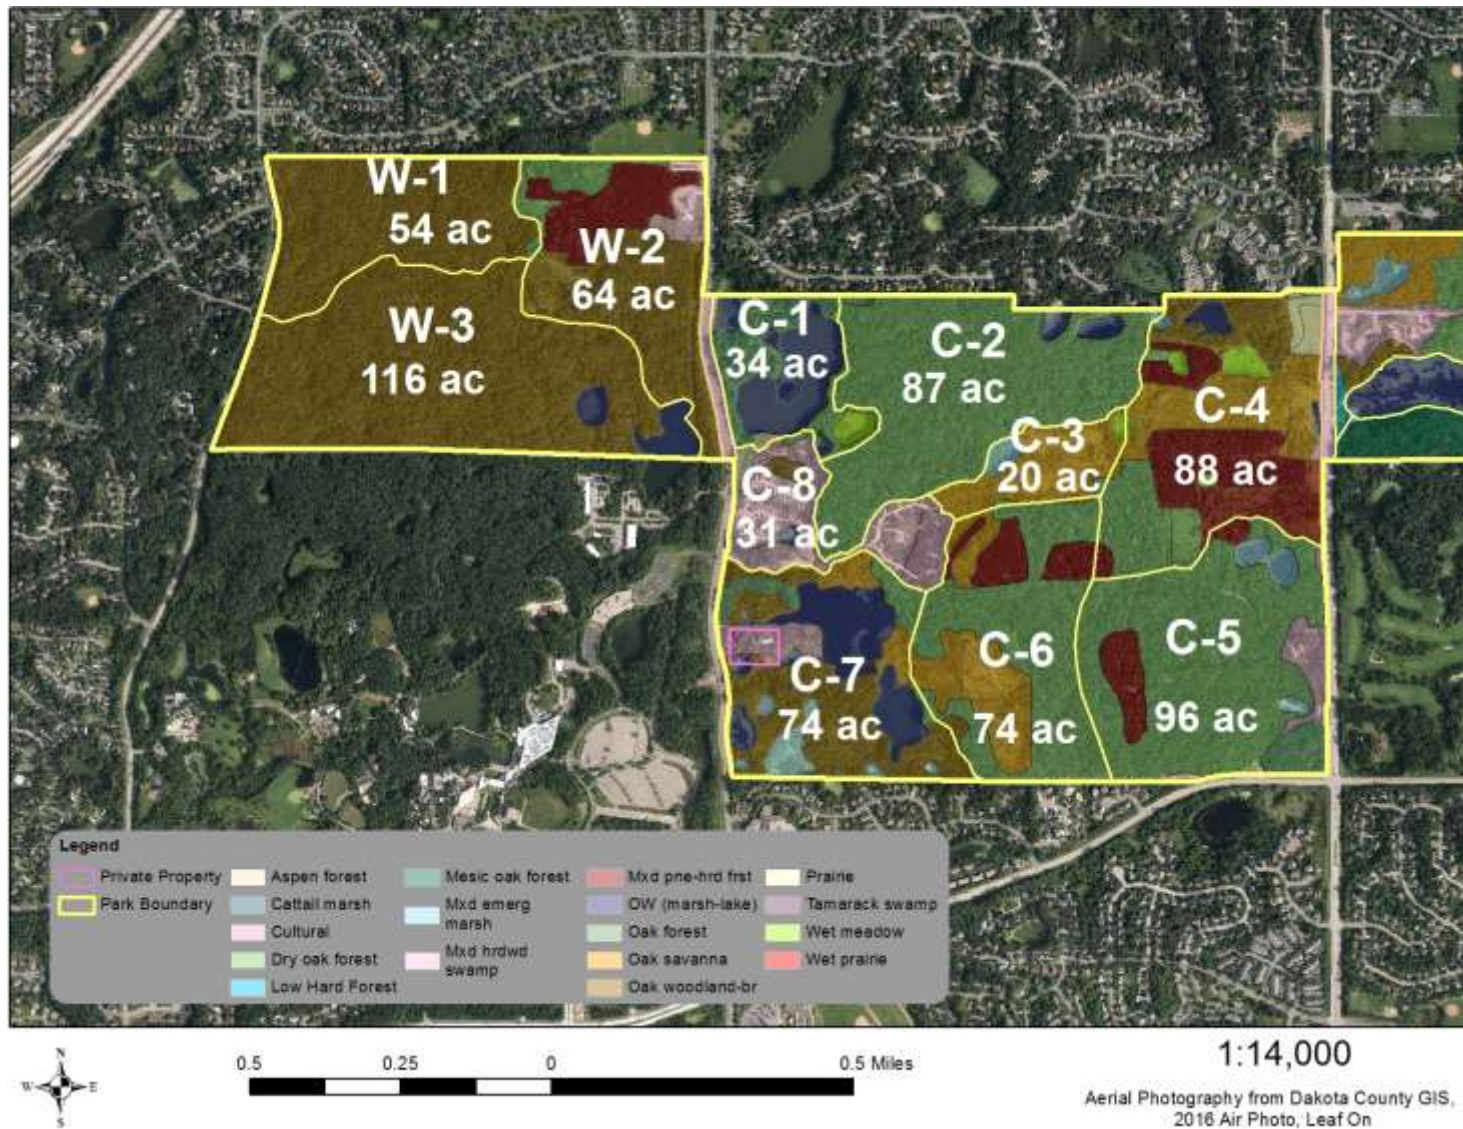 W-1
54 ac
W-2
64 ac
W-3
116 ac
C-1
34 ac
C-2
87 ac
C-3
20 ac
C-4
88 ac
C-8
31 ac
C-7
74 ac
C-6
74 ac
C-5
96 ac
Legend
Private Property
Park Boundary
Aspen forest
Cattail marsh
Cultural
Dry oak forest
Low Hard Forest
Mesic oak forest
Mxd emerg
marsh
Mxd hrdwd
swamp
Mxd pne-hrd frst
OW (marsh-lake)
Oak forest
Oak savanna
Oak woodland-br
Prairie
Tamarack swamp
Wet meadow
Wet prairie
N
W E
S
0.5 0.25 0 0.5 Miles
1:14,000
Aerial Photography from Dakota County GIS,
2016 Air Photo, Leaf On